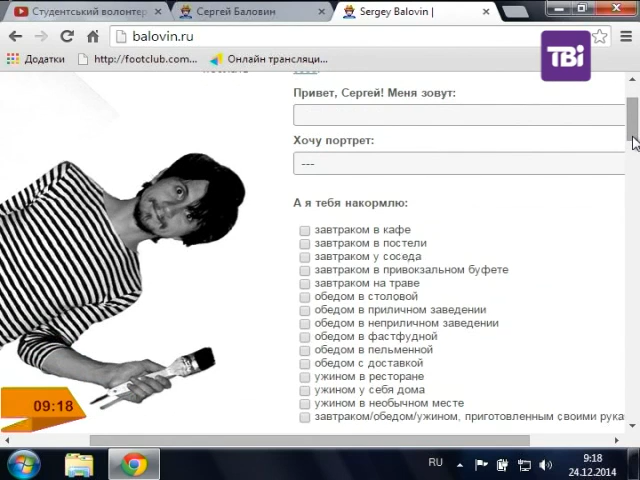 Студентський волонтер
Сергей Баловин
Sergey Balovin |
balovin.ru
Додатки
http://footclub.com...
Онлайн трансляци...
ТВі
Привет, Сергей! Меня зовут:
Хочу портрет:
---
А я тебя накормлю:
завтраком в кафе
завтраком в постели
завтраком у соседа
завтраком в привокзальном буфете
завтраком на траве
обедом в столовой
обедом в приличном заведении
обедом в неприличном заведении
обедом в фастфудной
обедом в пельменной
обедом с доставкой
ужином в ресторане
ужином у себя дома
ужином в необычном месте
завтраком/обедом/ужином, приготовленным своими рука
09:18
RU
9:18
24.12.2014